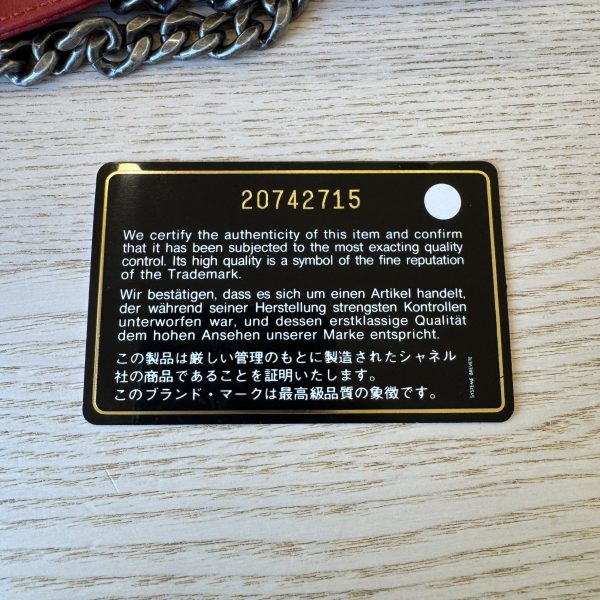 20742715
We certify the authenticity of this item and confirm
that it has been subjected to the most exacting quality
control. Its high quality is a symbol of the fine reputation
of the Trademark.
Wir bestätigen, dass es sich um einen Artikel handelt,
der während seiner Herstellung strengsten Kontrollen
unterworfen war, und dessen erstklassige Qualität
dem hohen Ansehen unserer Marke entspricht.
この製品は厳しい管理のもとに製造されたシャネル
社の商品であることを証明いたします。
このブランド・マークは最高級品質の象徴です。
SYSTEME BREVETE